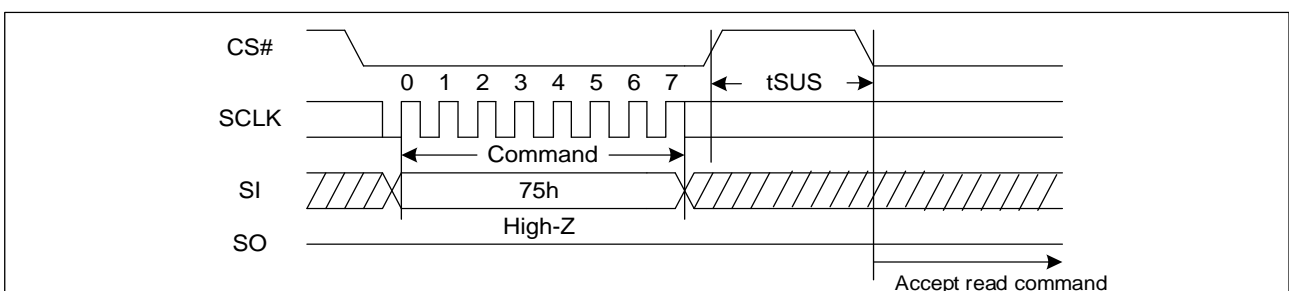 CS#
tSUS
0 1 2 3 4 5 6 7
SCLK
Command
SI
75h
High-Z
SO
Accept read command